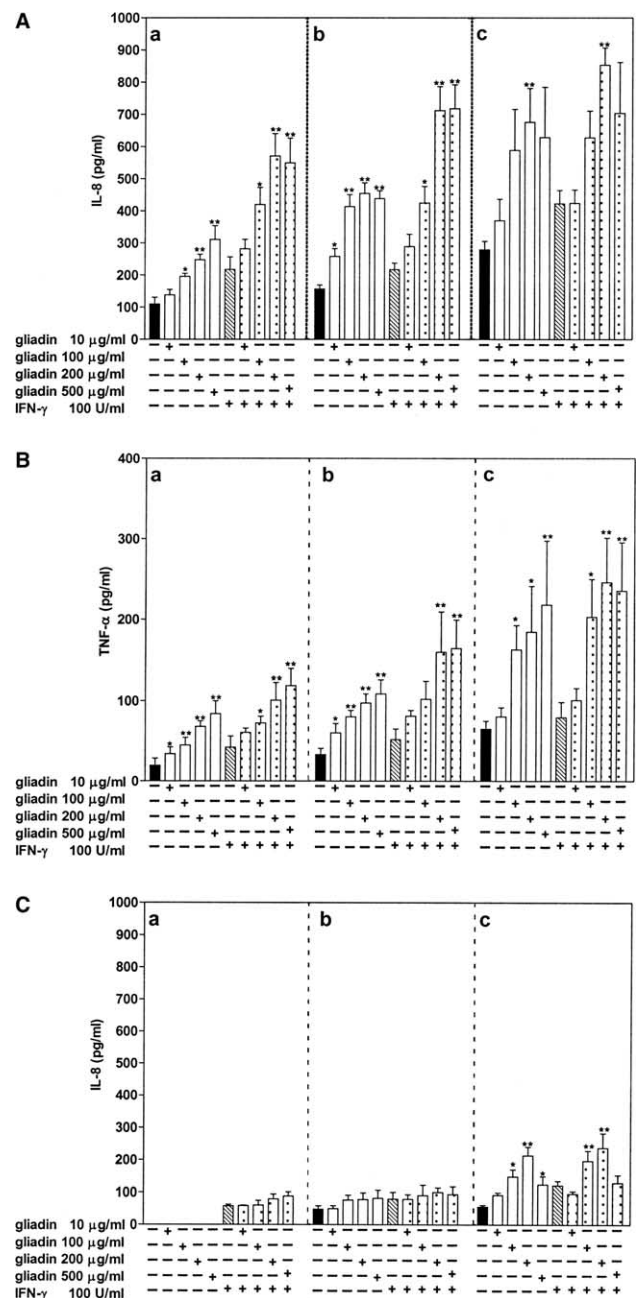 A
a b c
1000
900
800
700
600
500
400
300
200
100
0
IL-8 (pg/ml)
* ** ** * ** **
* ** ** ** * ** **
** **
gliadin 10 µg/ml − + − − − − + − − − − + − − − − + − − − − + − − − − + − − −
gliadin 100 µg/ml − − + − − − − + − − − − + − − − − + − − − − + − − − − + − −
gliadin 200 µg/ml − − − + − − − − + − − − − + − − − − + − − − − + − − − − + −
gliadin 500 µg/ml − − − − + − − − − + − − − − + − − − − + − − − − + − − − − +
IFN-γ 100 U/ml − − − − − + + + + + − − − − − + + + + + − − − − − + + + + +
B
a b c
400
300
200
100
0
TNF-α (pg/ml)
* ** ** ** * ** **
* ** ** ** ** **
* * ** * ** **
gliadin 10 µg/ml − + − − − − + − − − − + − − − − + − − − − + − − − − + − − −
gliadin 100 µg/ml − − + − − − − + − − − − + − − − − + − − − − + − − − − + − −
gliadin 200 µg/ml − − − + − − − − + − − − − + − − − − + − − − − + − − − − + −
gliadin 500 µg/ml − − − − + − − − − + − − − − + − − − − + − − − − + − − − − +
IFN-γ 100 U/ml − − − − − + + + + + − − − − − + + + + + − − − − − + + + + +
C
a b c
1000
900
800
700
600
500
400
300
200
100
0
IL-8 (pg/ml)
* ** * ** **
gliadin 10 µg/ml − + − − − − + − − − − + − − − − + − − − − + − − − − + − − −
gliadin 100 µg/ml − − + − − − − + − − − − + − − − − + − − − − + − − − − + − −
gliadin 200 µg/ml − − − + − − − − + − − − − + − − − − + − − − − + − − − − + −
gliadin 500 µg/ml − − − − + − − − − + − − − − + − − − − + − − − − + − − − − +
IFN-γ 100 U/ml − − − − − + + + + + − − − − − + + + + + − − − − − + + + + +